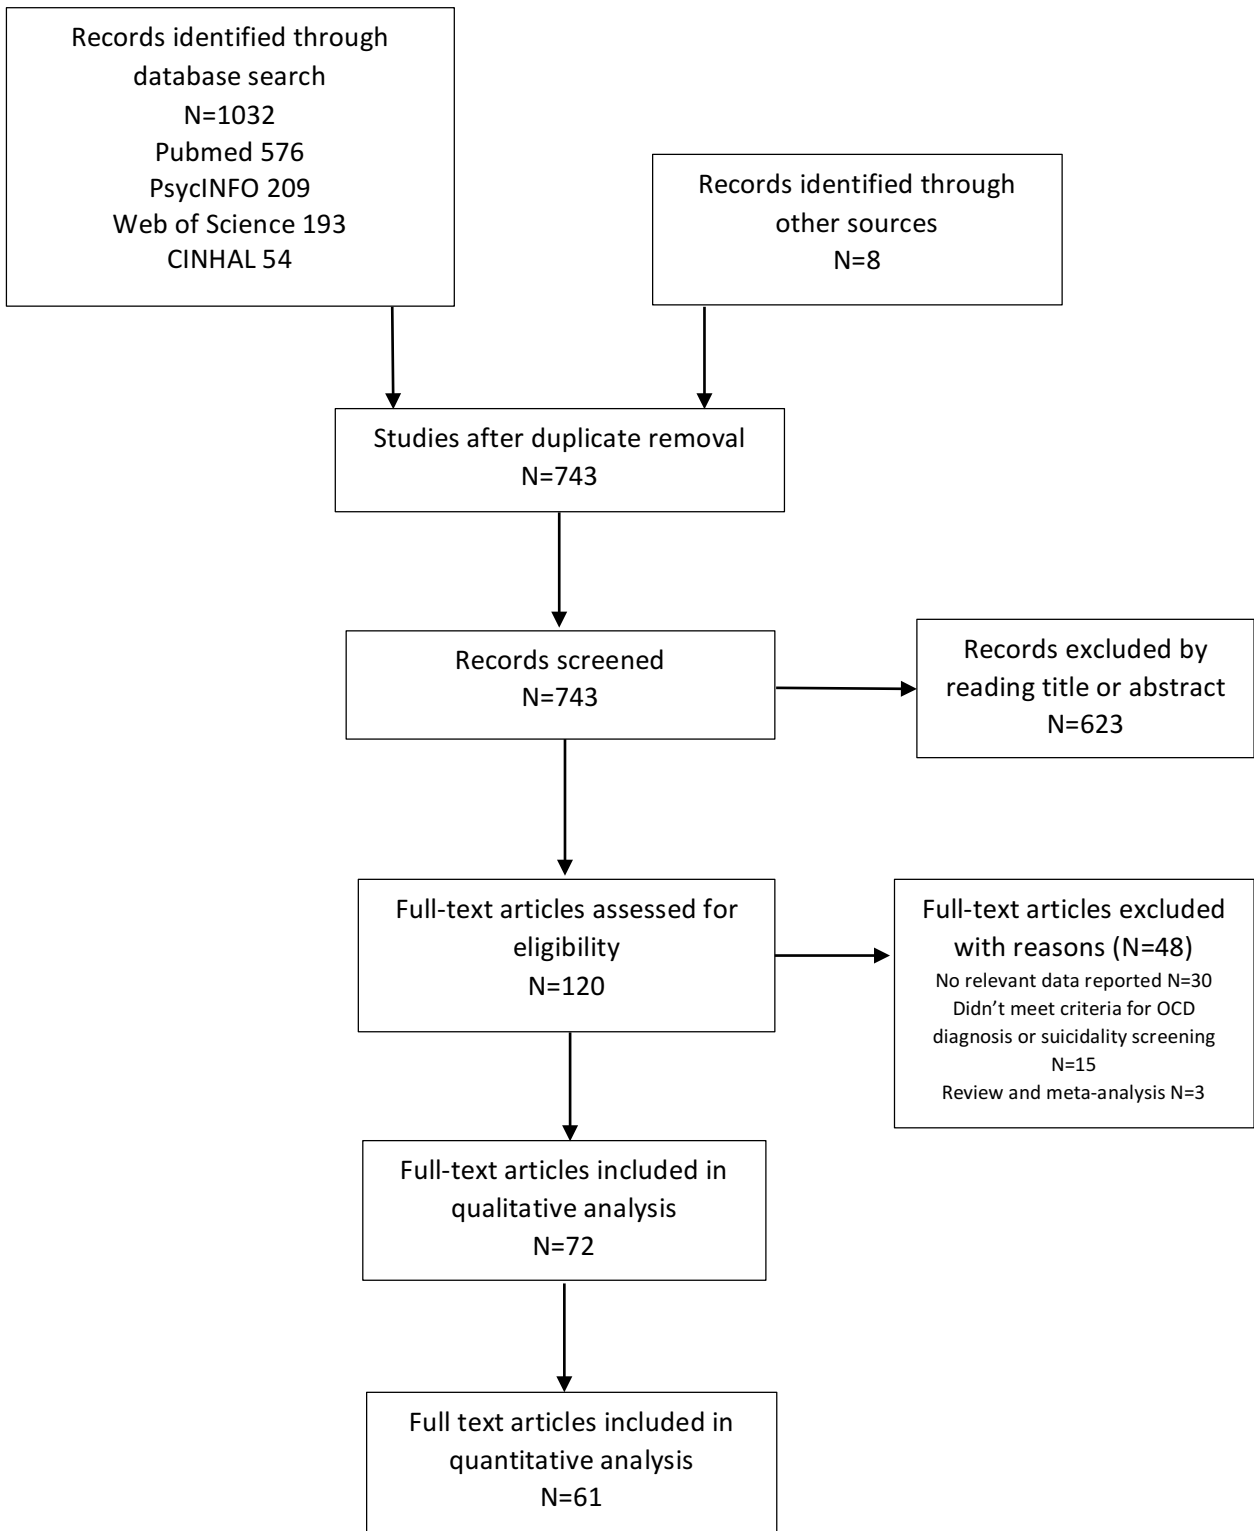 Records identified through
database search
N=1032
Pubmed 576
PsycINFO 209
Web of Science 193
CINHAL 54
Records identified through
other sources
N=8
Studies after duplicate removal
N=743
Records screened
N=743
Records excluded by
reading title or abstract
N=623
Full-text articles assessed for
eligibility
N=120
Full-text articles excluded
with reasons (N=48)
No relevant data reported N=30
Didn’t meet criteria for OCD
diagnosis or suicidality screening
N=15
Review and meta-analysis N=3
Full-text articles included in
qualitative analysis
N=72
Full text articles included in
quantitative analysis
N=61